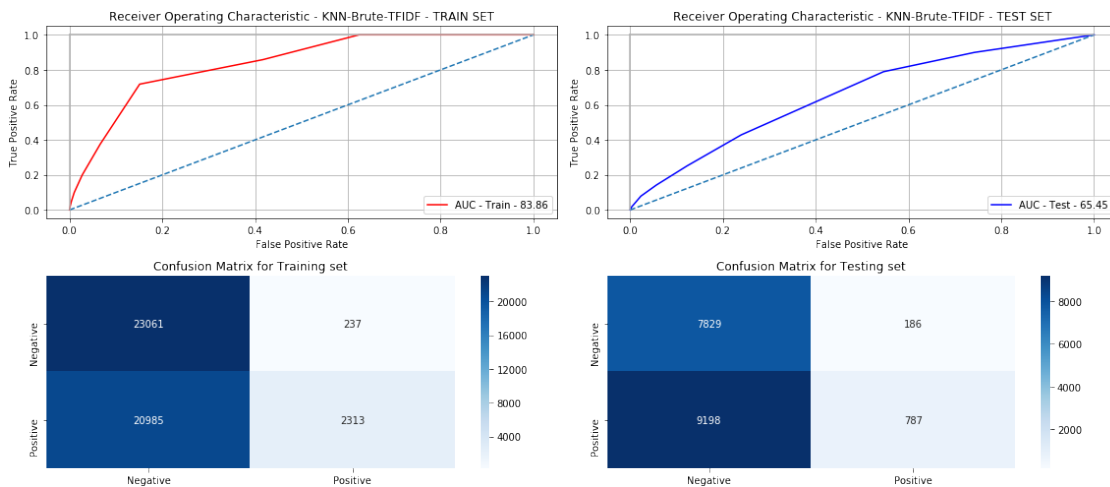 Receiver Operating Characteristic - KNN-Brute-TFIDF - TRAIN SET
1.0
0.8
0.6
0.4
0.2
0.0
True Positive Rate
0.0 0.2 0.4 0.6 0.8 1.0
False Positive Rate
AUC - Train - 83.86
Receiver Operating Characteristic - KNN-Brute-TFIDF - TEST SET
1.0
0.8
0.6
0.4
0.2
0.0
True Positive Rate
0.0 0.2 0.4 0.6 0.8 1.0
False Positive Rate
AUC - Test - 65.45
Confusion Matrix for Training set
Negative
23061 237
Positive
20985 2313
Negative Positive
20000
16000
12000
8000
4000
Confusion Matrix for Testing set
Negative
7829 186
Positive
9198 787
Negative Positive
8000
6000
4000
2000